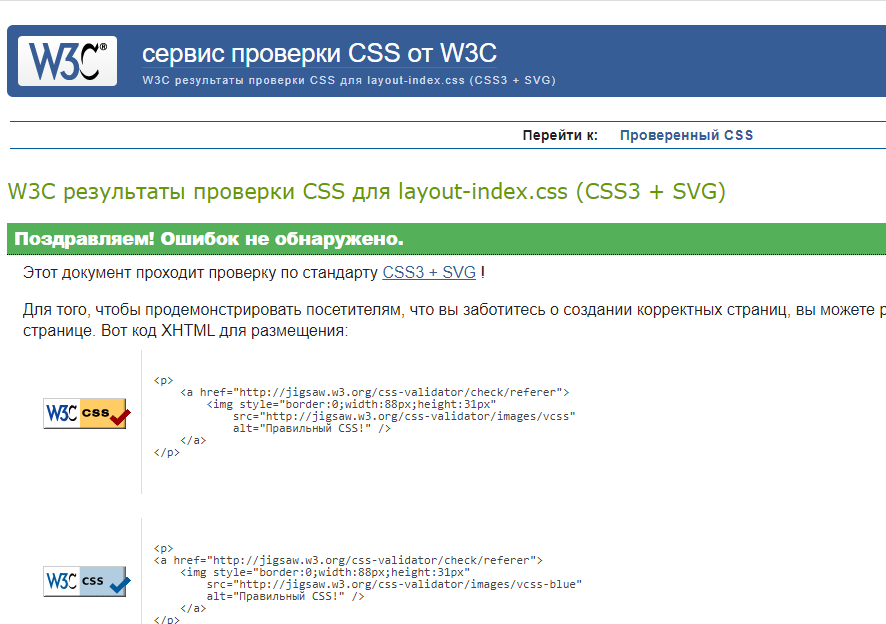 W3C®
сервис проверки CSS от W3C
W3C результаты проверки CSS для layout-index.css (CSS3 + SVG)
Перейти к: Проверенный CSS
W3C результаты проверки CSS для layout-index.css (CSS3 + SVG)
Поздравляем! Ошибок не обнаружено.
Этот документ проходит проверку по стандарту CSS3 + SVG !
Для того, чтобы продемонстрировать посетителям, что вы заботитесь о создании корректных страниц, вы можете р
странице. Вот код XHTML для размещения:
W3C css
<p>
<a href="http://jigsaw.w3.org/css-validator/check/referer">
<img style="border:0;width:88px;height:31px"
src="http://jigsaw.w3.org/css-validator/images/vcss"
alt="Правильный CSS!" />
</a>
</p>
W3C css
<p>
<a href="http://jigsaw.w3.org/css-validator/check/referer">
<img style="border:0;width:88px;height:31px"
src="http://jigsaw.w3.org/css-validator/images/vcss-blue"
alt="Правильный CSS!" />
</a>
</p>